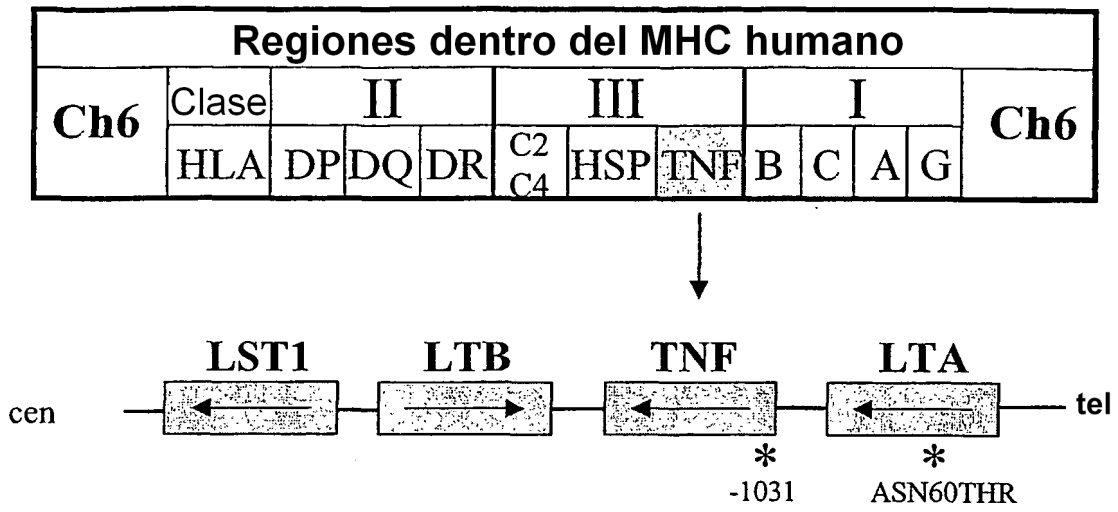 Regiones dentro del MHC humano
Ch6 Clase II III I Ch6
HLA DP DQ DR C2 C4 HSP TNF B C A G
LST1 LTB TNF LTA
cen tel
* *
-1031 ASN60THR